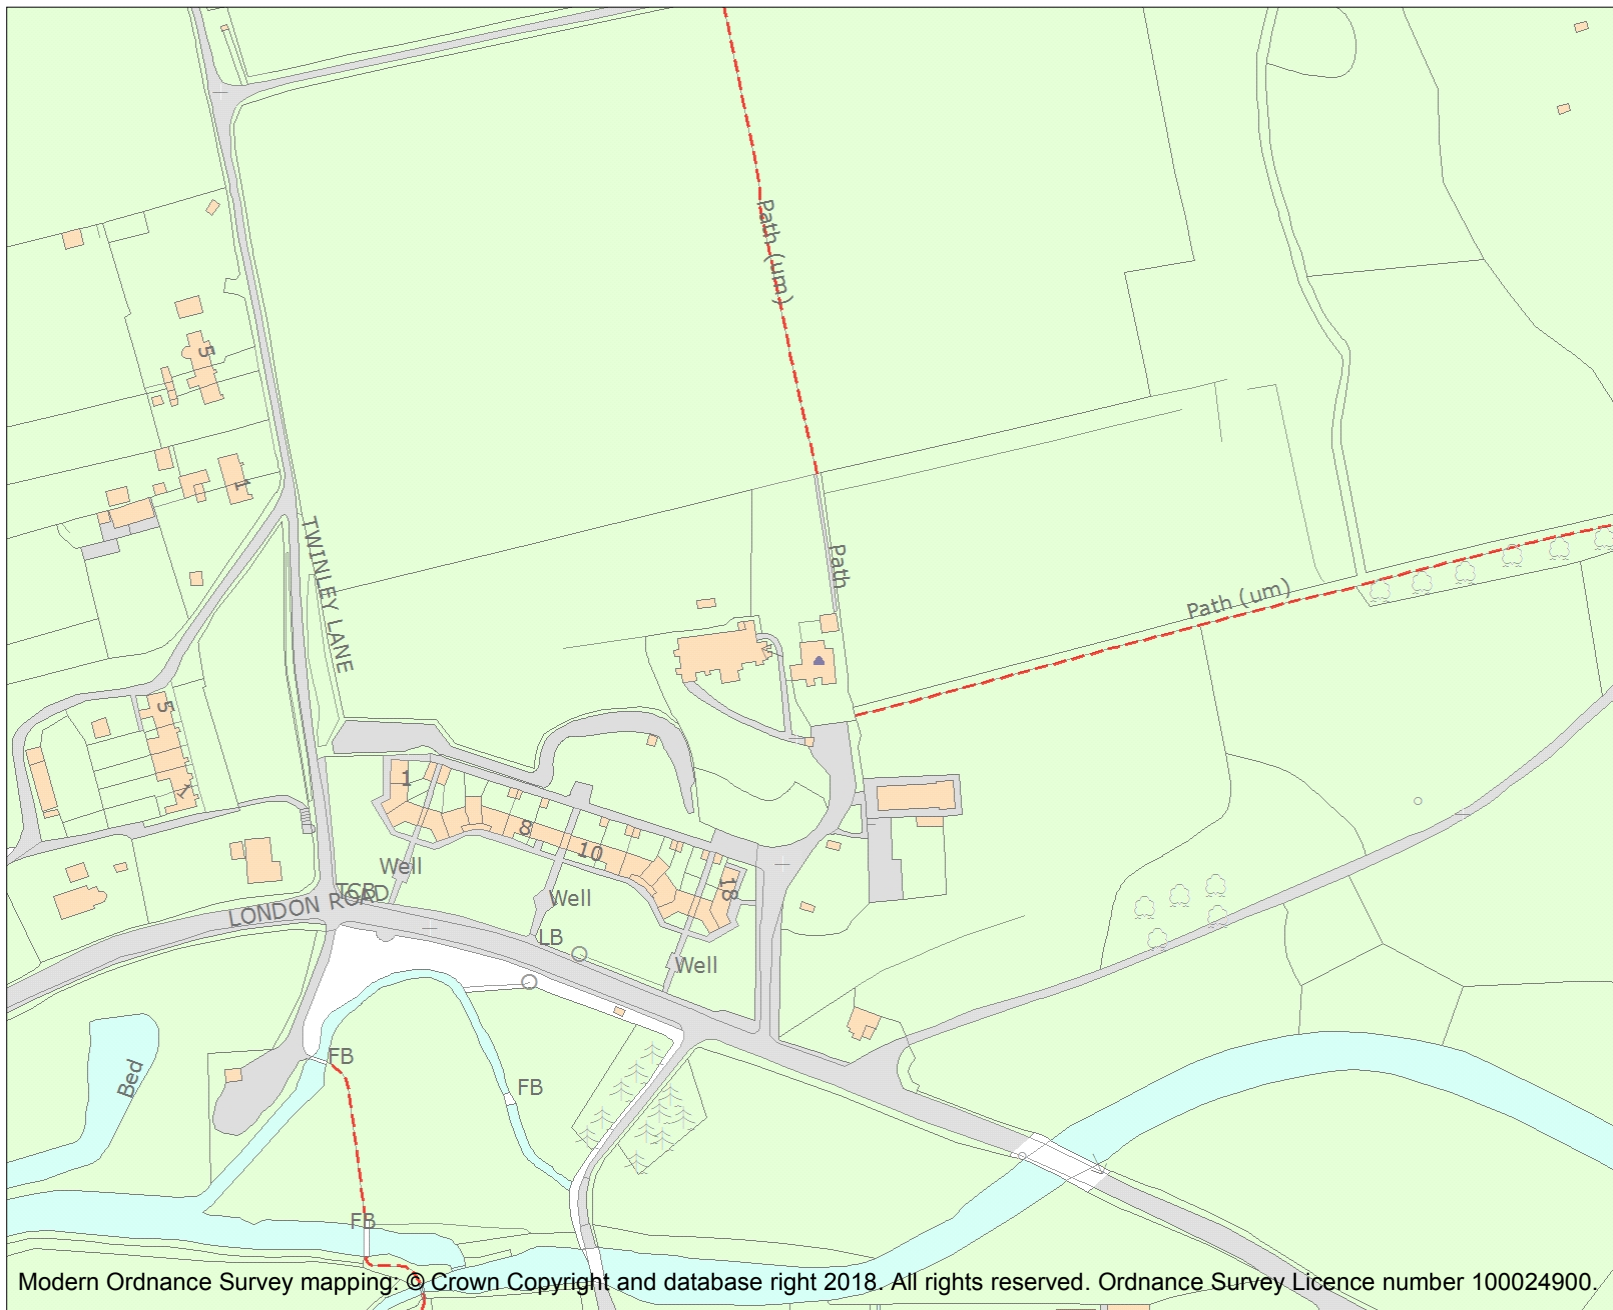 Path (um)
5
1
TWINLEY LANE
Path
Path (um)
5
1
1
8
10
18
Well
TCB
LONDON ROAD
Well
LB
Well
FB
FB
Bed
FB
Modern Ordnance Survey mapping: © Crown Copyright and database right 2018. All rights reserved. Ordnance Survey Licence number 100024900.